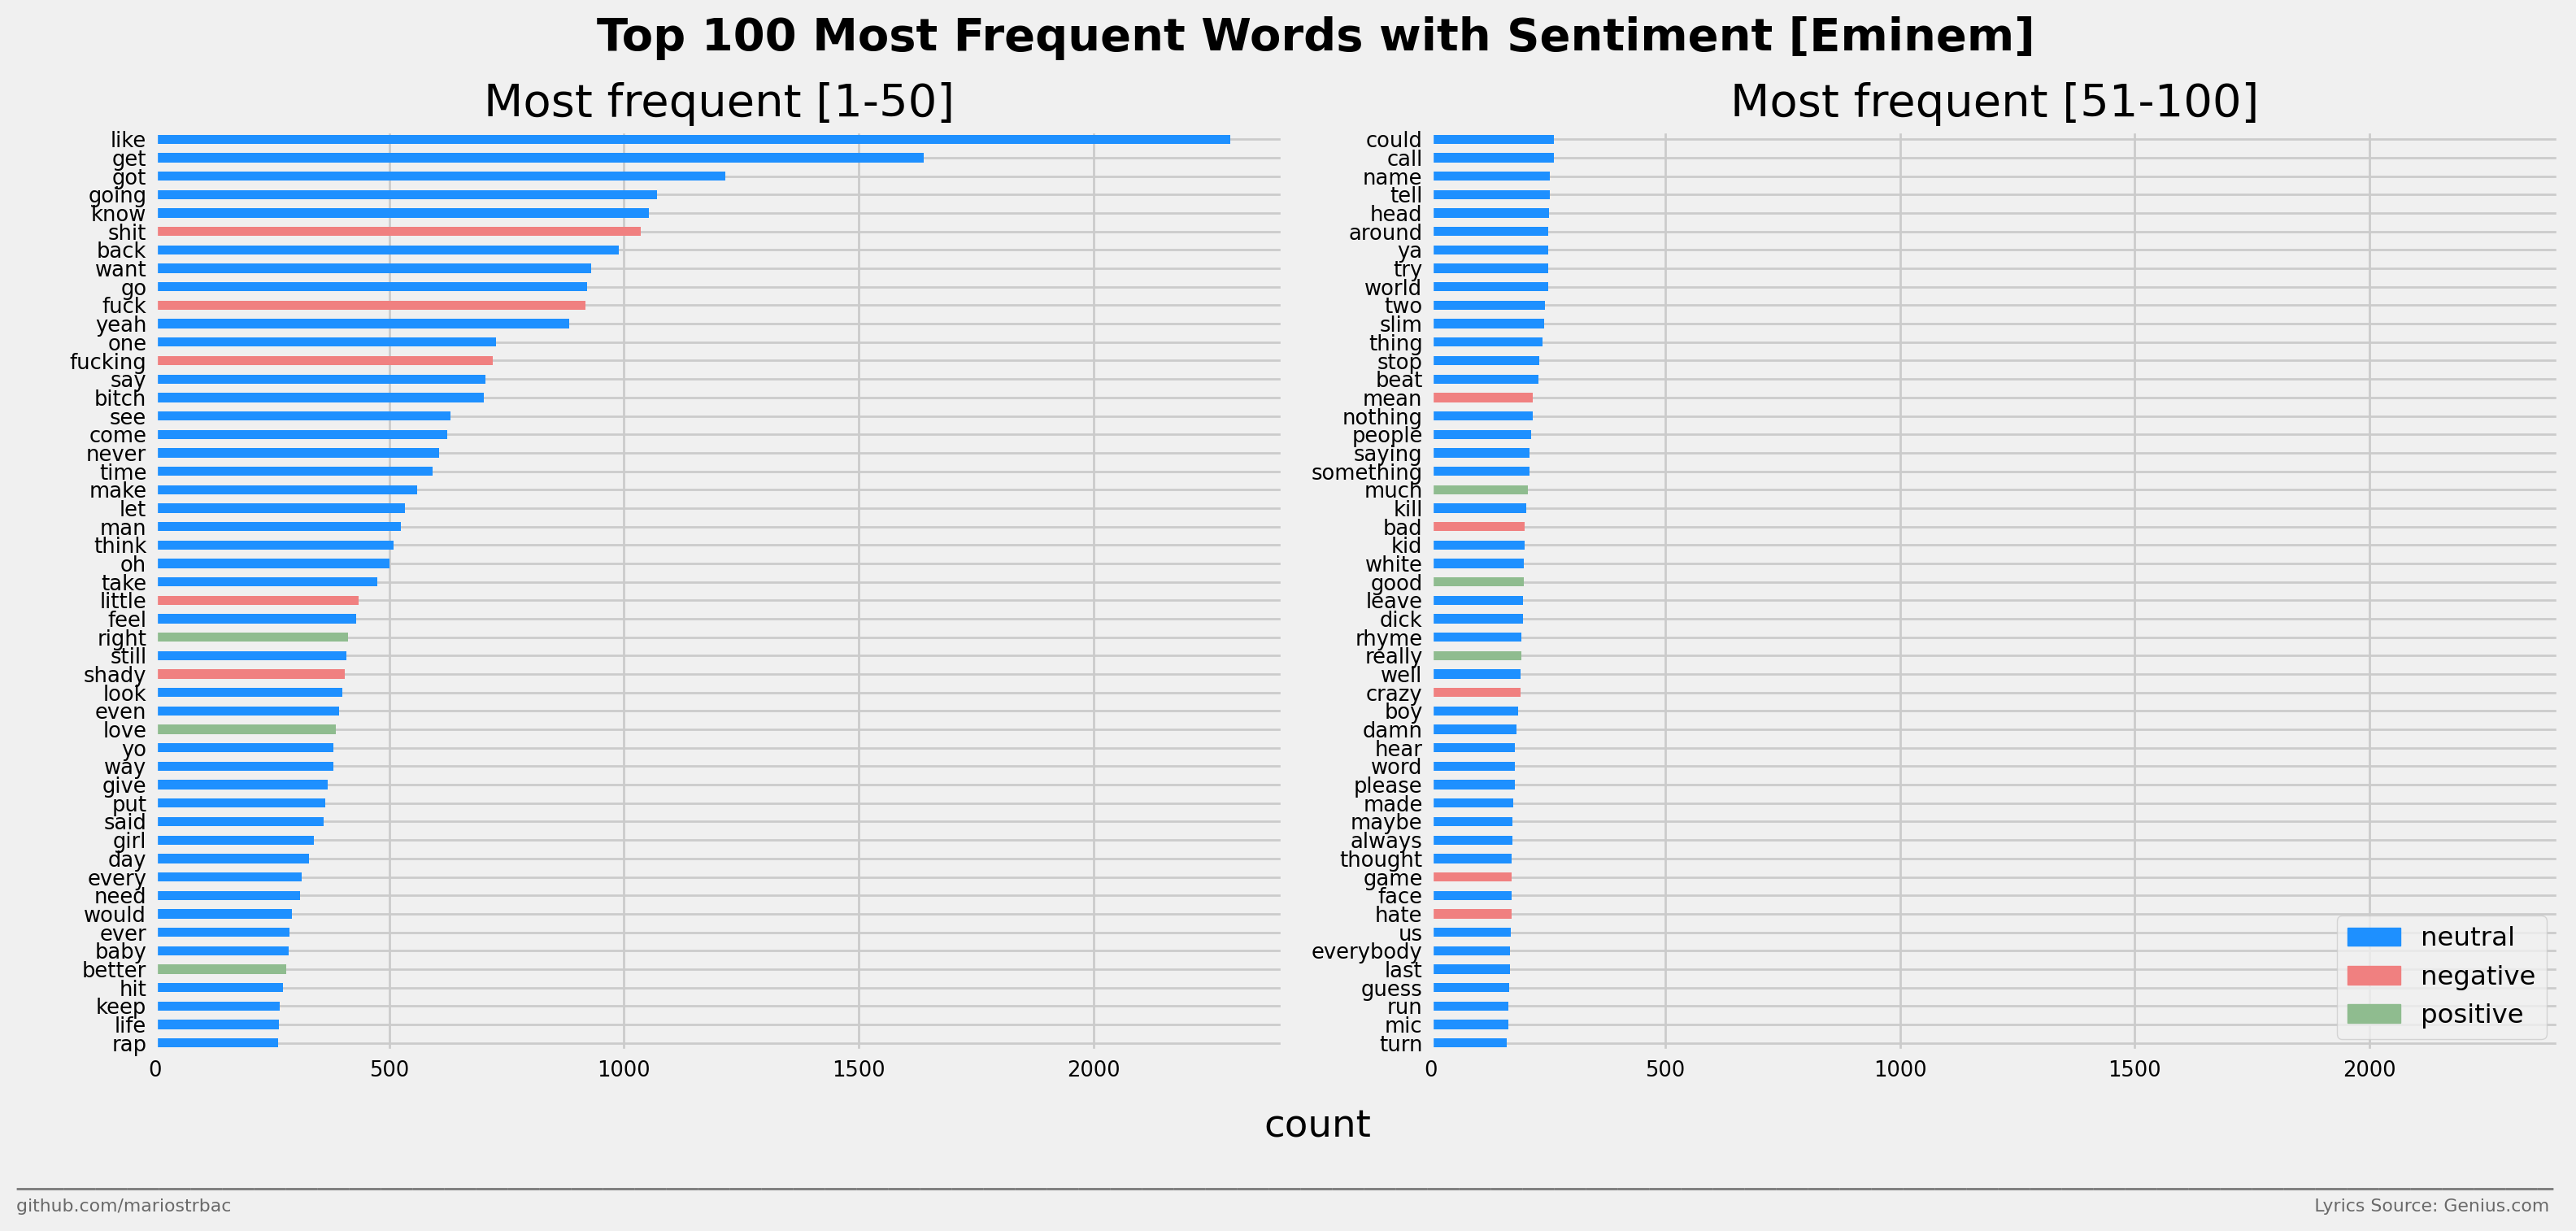 Top 100 Most Frequent Words with Sentiment [Eminem]
Most frequent [1-50]
like
get
got
going
know
shit
back
want
go
fuck
yeah
one
fucking
say
bitch
see
come
never
time
make
let
man
think
oh
take
little
feel
right
still
shady
look
even
love
yo
way
give
put
said
girl
day
every
need
would
ever
baby
better
hit
keep
life
rap
0 500 1000 1500 2000
Most frequent [51-100]
could
call
name
tell
head
around
ya
try
world
two
slim
thing
stop
beat
mean
nothing
people
saying
something
much
kill
bad
kid
white
good
leave
dick
rhyme
really
well
crazy
boy
damn
hear
word
please
made
maybe
always
thought
game
face
hate
us
everybody
last
guess
run
mic
turn
0 500 1000 1500 2000
neutral
negative
positive
count
github.com/mariostrbac
Lyrics Source: Genius.com